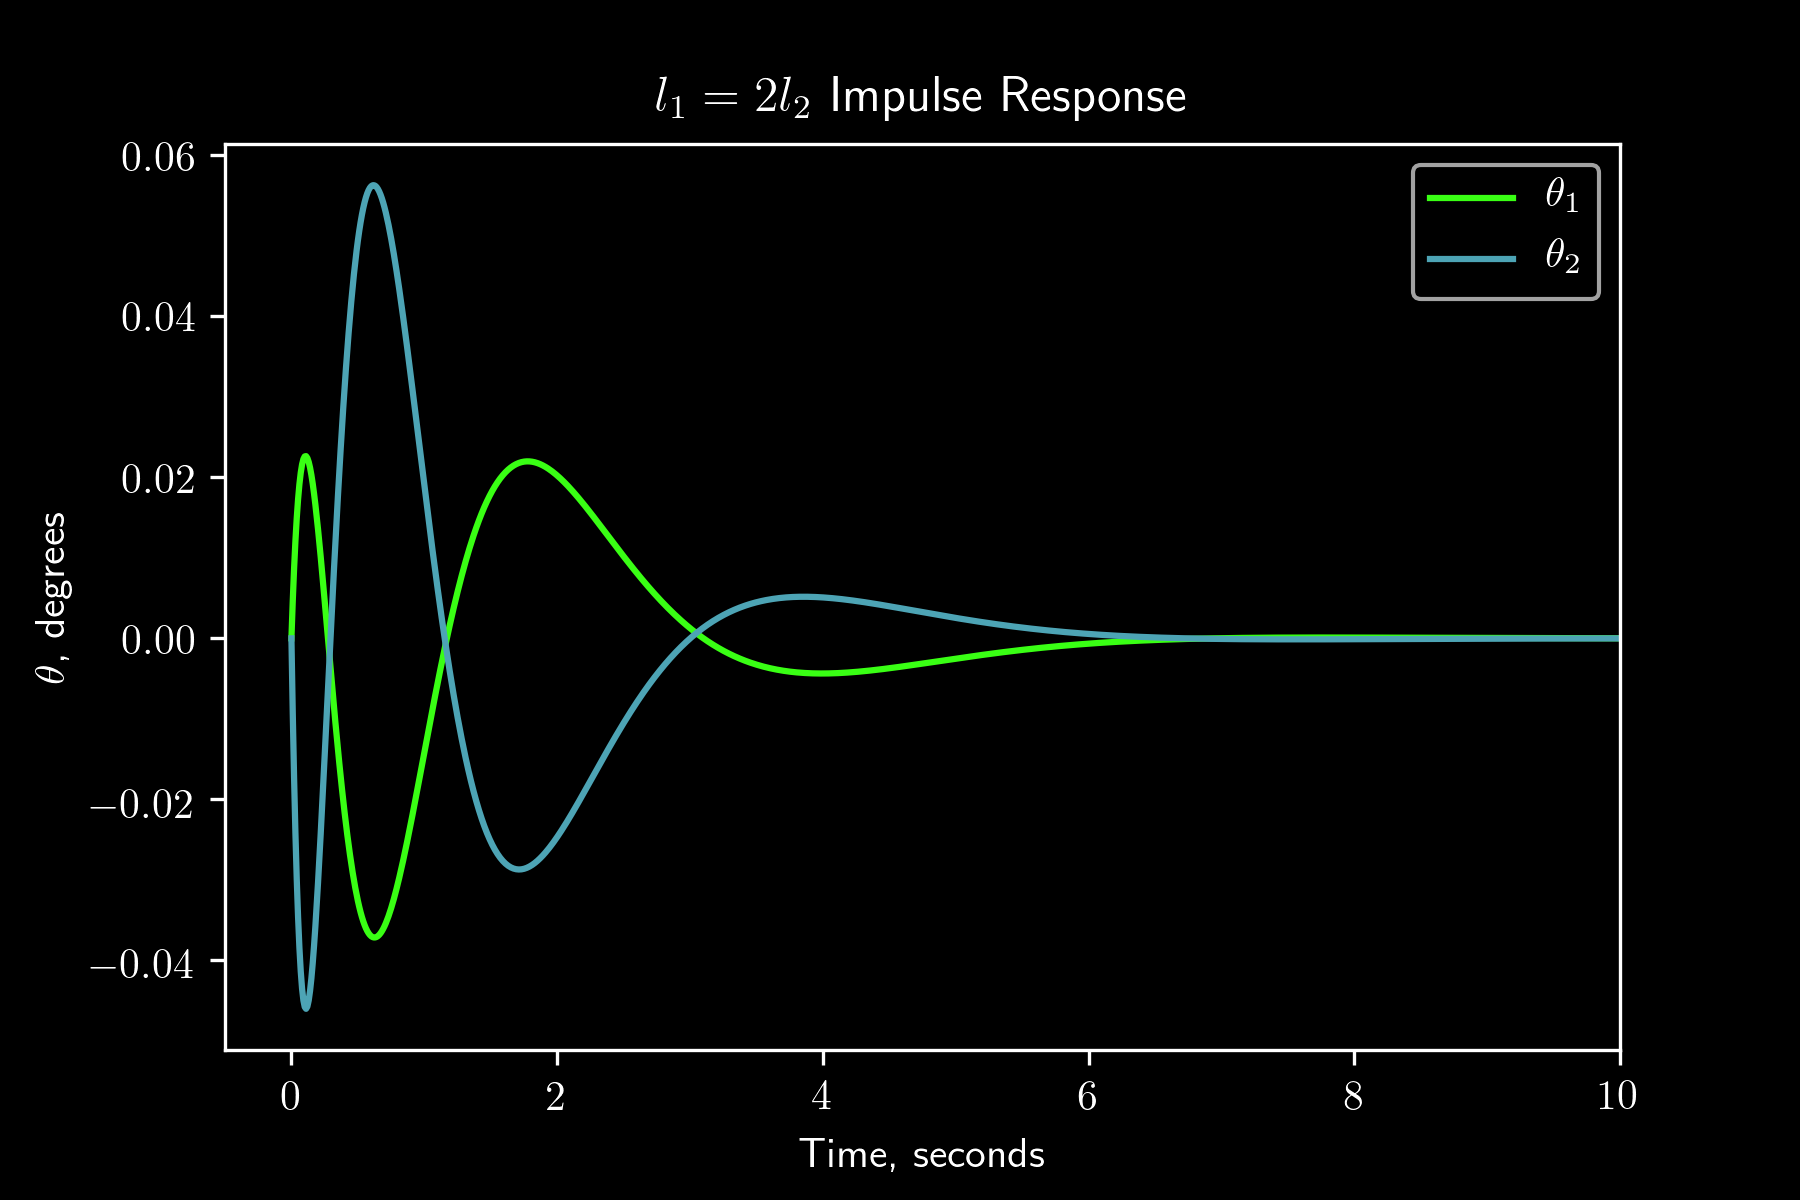 l₁ = 2l₂ Impulse Response
θ₁
θ₂
0.06
0.04
0.02
0.00
−0.02
−0.04
θ, degrees
0 2 4 6 8 10
Time, seconds